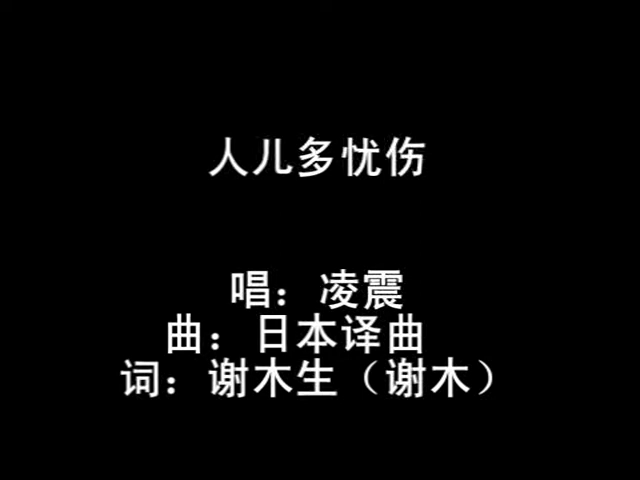 人儿多忧伤
唱：凌震
曲：日本译曲
词：谢木生（谢木）